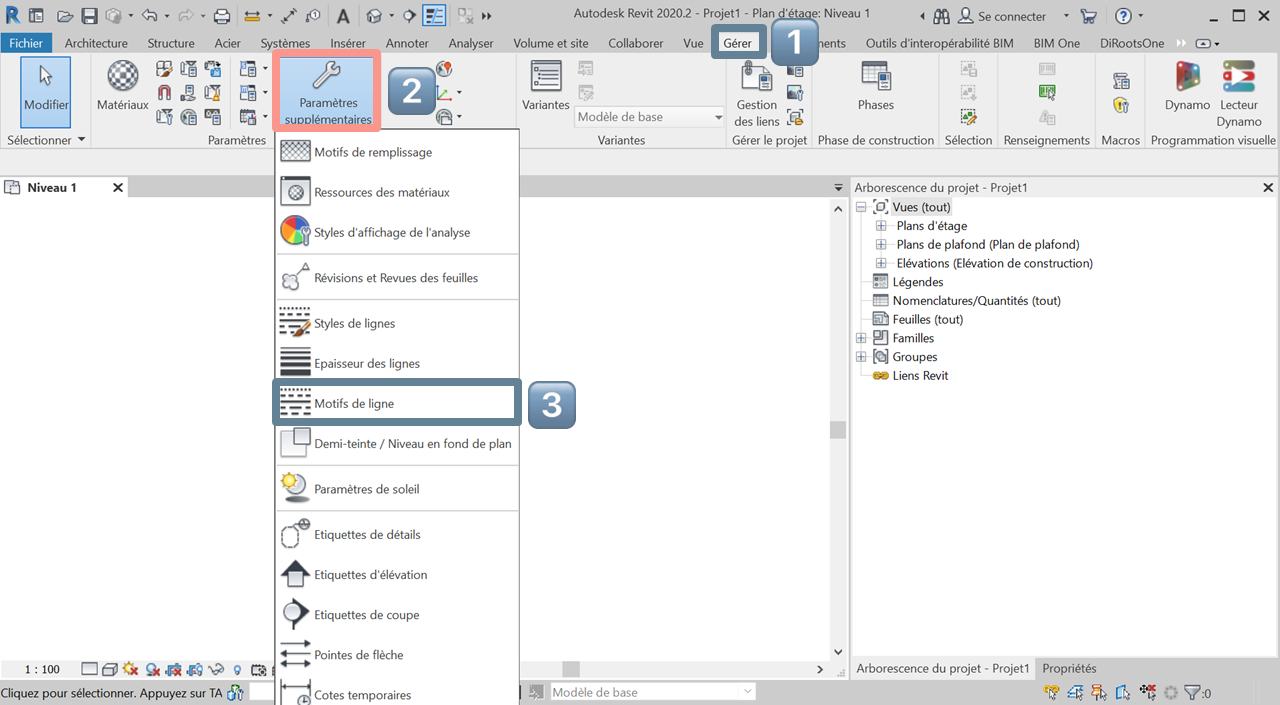 Autodesk Revit 2020.2 - Projet1 - Plan d'étage: Niveau 1
Se connecter
Fichier Architecture Structure Acier Systèmes Insérer Annoter Analyser Volume et site Collaborer Vue Gérer 1 ments Outils d'interopérabilité BIM BIM One DiRootsOne
Modifier
Matériaux
Paramètres
supplémentaires
2
Variantes
Modèle de base
Gestion
des liens
Phases
Dynamo
Lecteur
Dynamo
Sélectionner Paramètres Variantes Gérer le projet Phase de construction Sélection Renseignements Macros Programmation visuelle
Niveau 1
Motifs de remplissage
Ressources des matériaux
Styles d'affichage de l'analyse
Révisions et Revues des feuilles
Styles de lignes
Epaisseur des lignes
Motifs de ligne
3
Demi-teinte / Niveau en fond de plan
Paramètres de soleil
Etiquettes de détails
Etiquettes d'élévation
Etiquettes de coupe
Pointes de flèche
Cotes temporaires
Arborescence du projet - Projet1
Vues (tout)
Plans d'étage
Plans de plafond (Plan de plafond)
Elévations (Elévation de construction)
Légendes
Nomenclatures/Quantités (tout)
Feuilles (tout)
Familles
Groupes
Liens Revit
1 : 100
Arborescence du projet - Projet1 Propriétés
Cliquez pour sélectionner. Appuyez sur TA
Modèle de base
:0